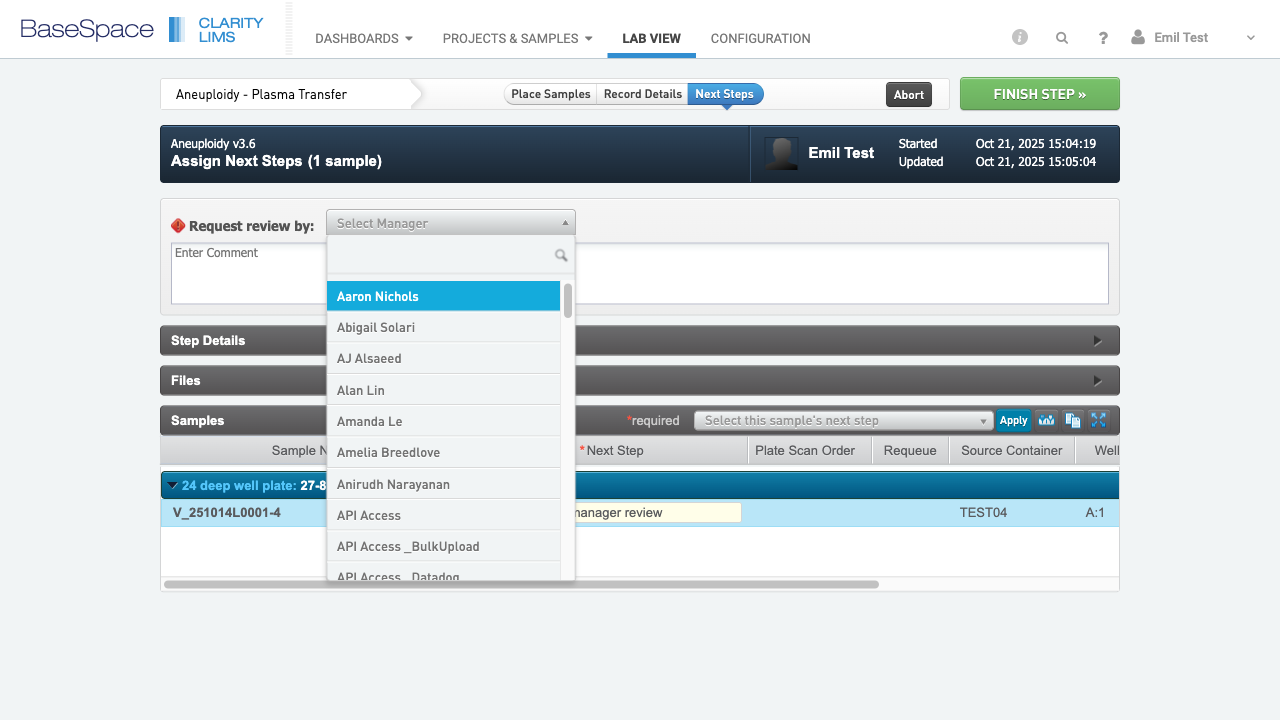 BaseSpace CLARITY LIMS
DASHBOARDS PROJECTS & SAMPLES LAB VIEW CONFIGURATION
i ? Emil Test
Aneuploidy - Plasma Transfer Place Samples Record Details Next Steps Abort FINISH STEP »
Aneuploidy v3.6
Assign Next Steps (1 sample)
Emil Test
Started Oct 21, 2025 15:04:19
Updated Oct 21, 2025 15:05:04
Request review by: Select Manager
Enter Comment
Aaron Nichols
Abigail Solari
AJ Alsaeed
Alan Lin
Amanda Le
Amelia Breedlove
Anirudh Narayanan
API Access
API Access _BulkUpload
API Access _Datadog
Step Details
Files
Samples *required Select this sample's next step Apply
Sample N *Next Step Plate Scan Order Requeue Source Container Well
24 deep well plate: 27-8
V_251014L0001-4 manager review TEST04 A:1